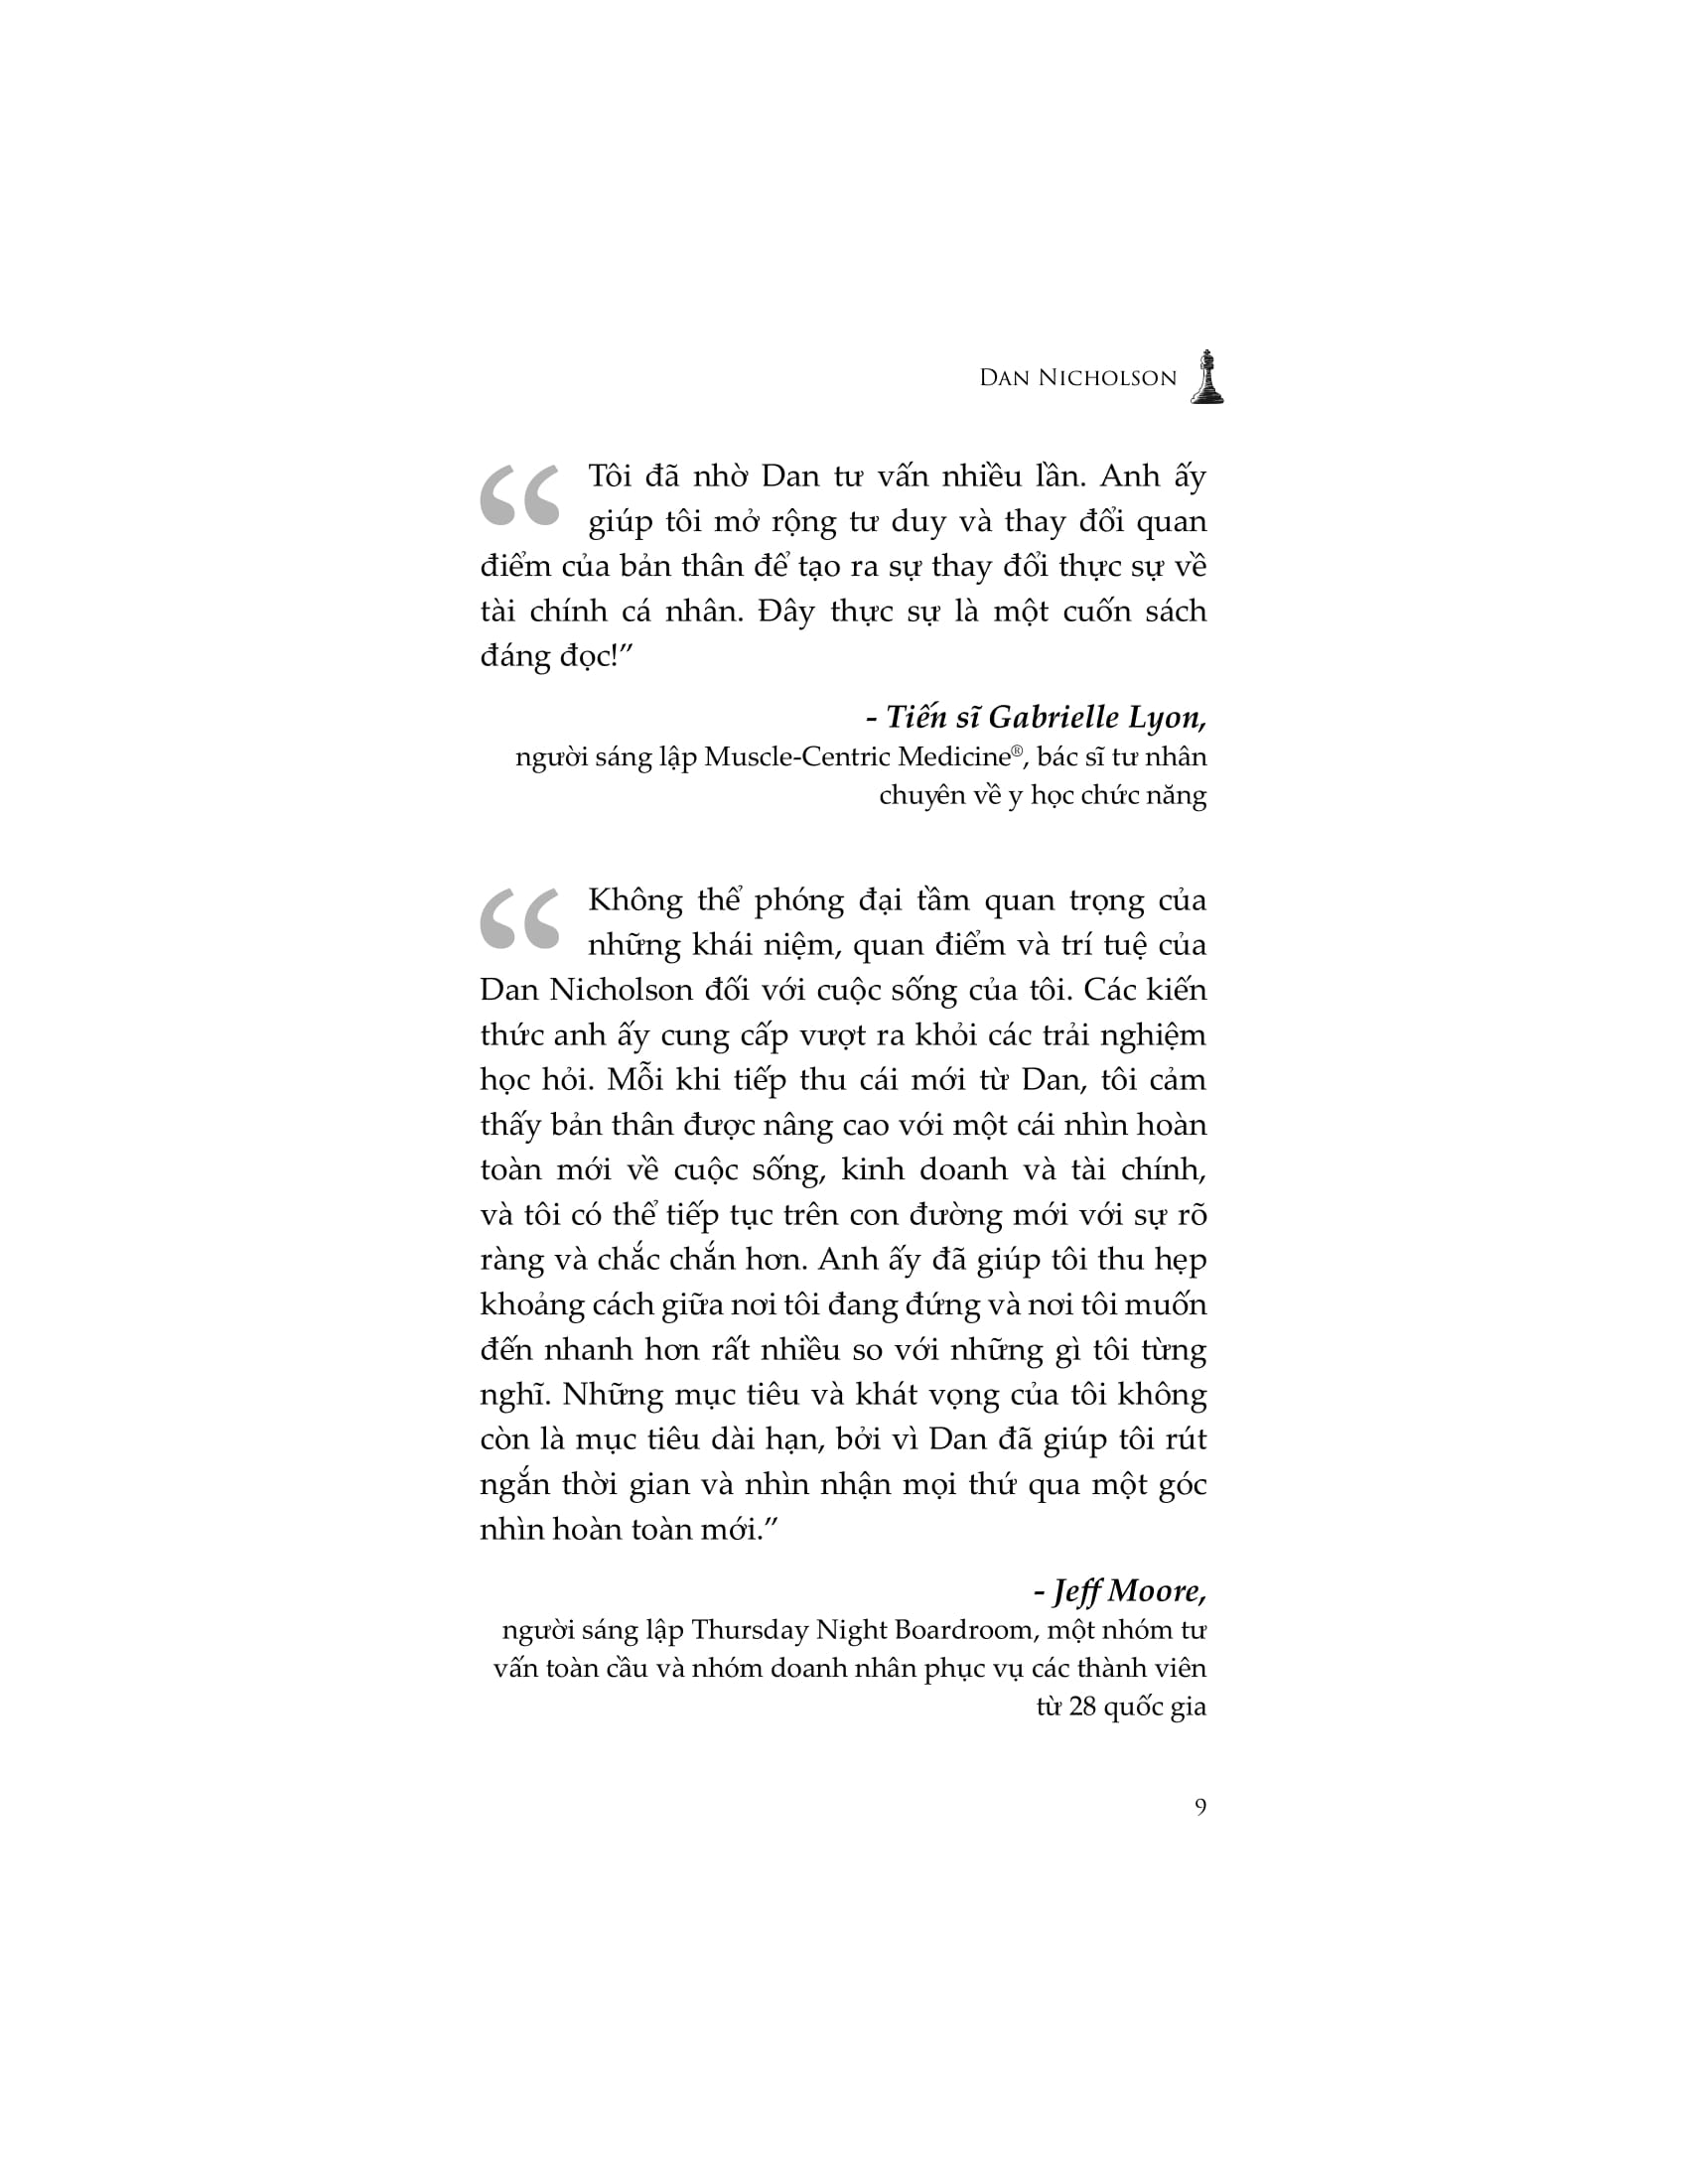 DAN NICHOLSON
“Tôi đã nhờ Dan tư vấn nhiều lần. Anh ấy
giúp tôi mở rộng tư duy và thay đổi quan
điểm của bản thân để tạo ra sự thay đổi thực sự về
tài chính cá nhân. Đây thực sự là một cuốn sách
đáng đọc!”
- Tiến sĩ Gabrielle Lyon,
người sáng lập Muscle-Centric Medicine®, bác sĩ tư nhân
chuyên về y học chức năng
“Không thể phóng đại tầm quan trọng của
những khái niệm, quan điểm và trí tuệ của
Dan Nicholson đối với cuộc sống của tôi. Các kiến
thức anh ấy cung cấp vượt ra khỏi các trải nghiệm
học hỏi. Mỗi khi tiếp thu cái mới từ Dan, tôi cảm
thấy bản thân được nâng cao với một cái nhìn hoàn
toàn mới về cuộc sống, kinh doanh và tài chính,
và tôi có thể tiếp tục trên con đường mới với sự rõ
ràng và chắc chắn hơn. Anh ấy đã giúp tôi thu hẹp
khoảng cách giữa nơi tôi đang đứng và nơi tôi muốn
đến nhanh hơn rất nhiều so với những gì tôi từng
nghĩ. Những mục tiêu và khát vọng của tôi không
còn là mục tiêu dài hạn, bởi vì Dan đã giúp tôi rút
ngắn thời gian và nhìn nhận mọi thứ qua một góc
nhìn hoàn toàn mới.”
- Jeff Moore,
người sáng lập Thursday Night Boardroom, một nhóm tư
vấn toàn cầu và nhóm doanh nhân phục vụ các thành viên
từ 28 quốc gia
9